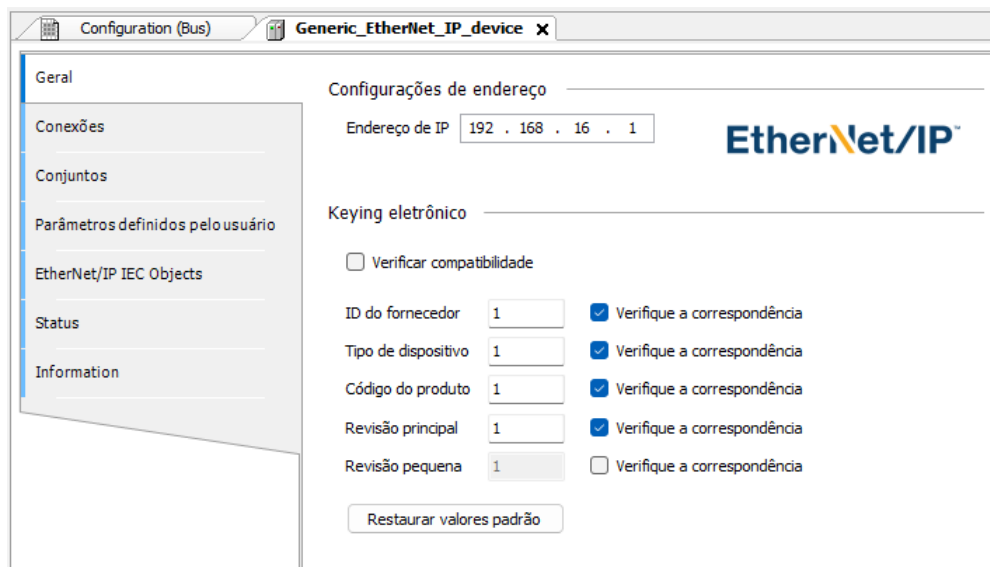 Configuration (Bus)
Generic_EtherNet_IP_device X
Geral
Conexões
Conjuntos
Parâmetros definidos pelo usuário
EtherNet/IP IEC Objects
Status
Information
Configurações de endereço
Endereço de IP 192 . 168 . 16 . 1
EtherNet/IP™
Keying eletrônico
Verificar compatibilidade
ID do fornecedor 1 Verifique a correspondência
Tipo de dispositivo 1 Verifique a correspondência
Código do produto 1 Verifique a correspondência
Revisão principal 1 Verifique a correspondência
Revisão pequena 1 Verifique a correspondência
Restaurar valores padrão